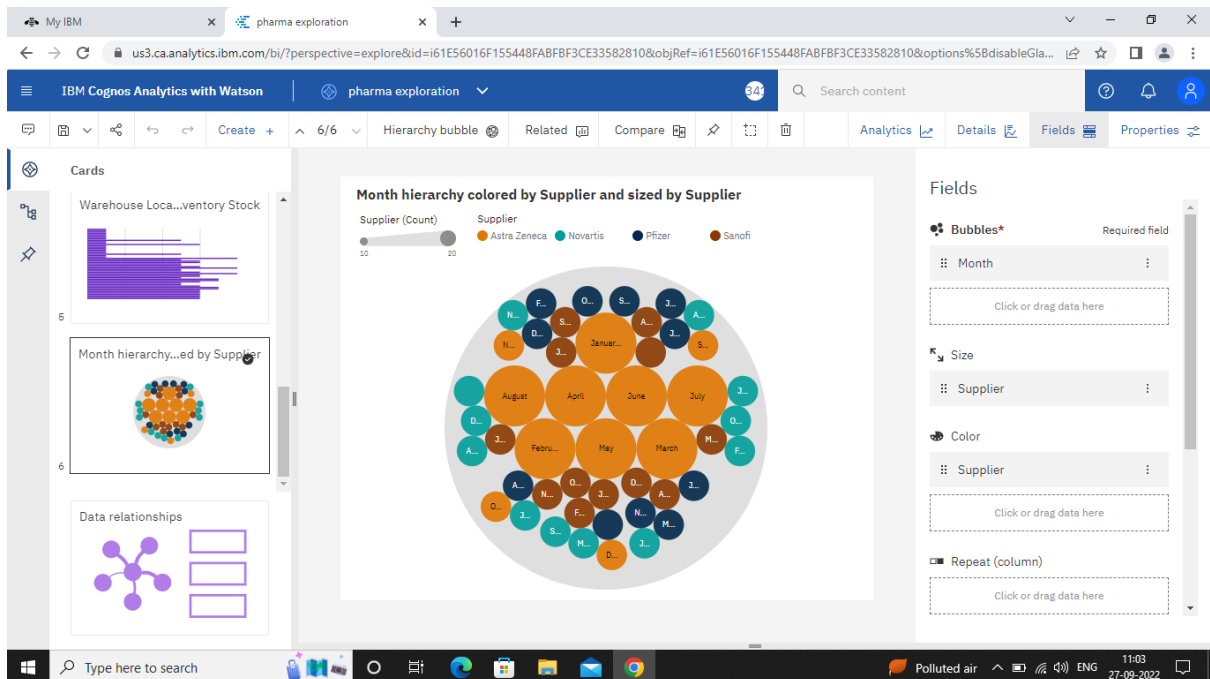 My IBM
pharma exploration
us3.ca.analytics.ibm.com/bi/?perspective=explore&id=i61E56016F155448FABFBF3CE33582810&objRef=i61E56016F155448FABFBF3CE33582810&options%5BdisableGla...
IBM Cognos Analytics with Watson
pharma exploration
Search content
Create + 6/6 Hierarchy bubble Related Compare Analytics Details Fields Properties
Cards
Warehouse Loca...ventory Stock
5
Month hierarchy...ed by Supplier
6
Data relationships
Month hierarchy colored by Supplier and sized by Supplier
Supplier (Count) Supplier
Astra Zeneca Novartis Pfizer Sanofi
10 20
F... O... S... J...
N... S... A... A...
D... J...
N... J... Januar... S...
August April June July J...
D... O...
J... M...
A... Febru... May March F...
A... N... O... J... D... A... J...
O... J... F... N... M...
S... M... J...
D...
Fields
Bubbles* Required field
Month
Click or drag data here
Size
Supplier
Color
Supplier
Click or drag data here
Repeat (column)
Click or drag data here
Type here to search
Polluted air ENG 11:03
27-09-2022